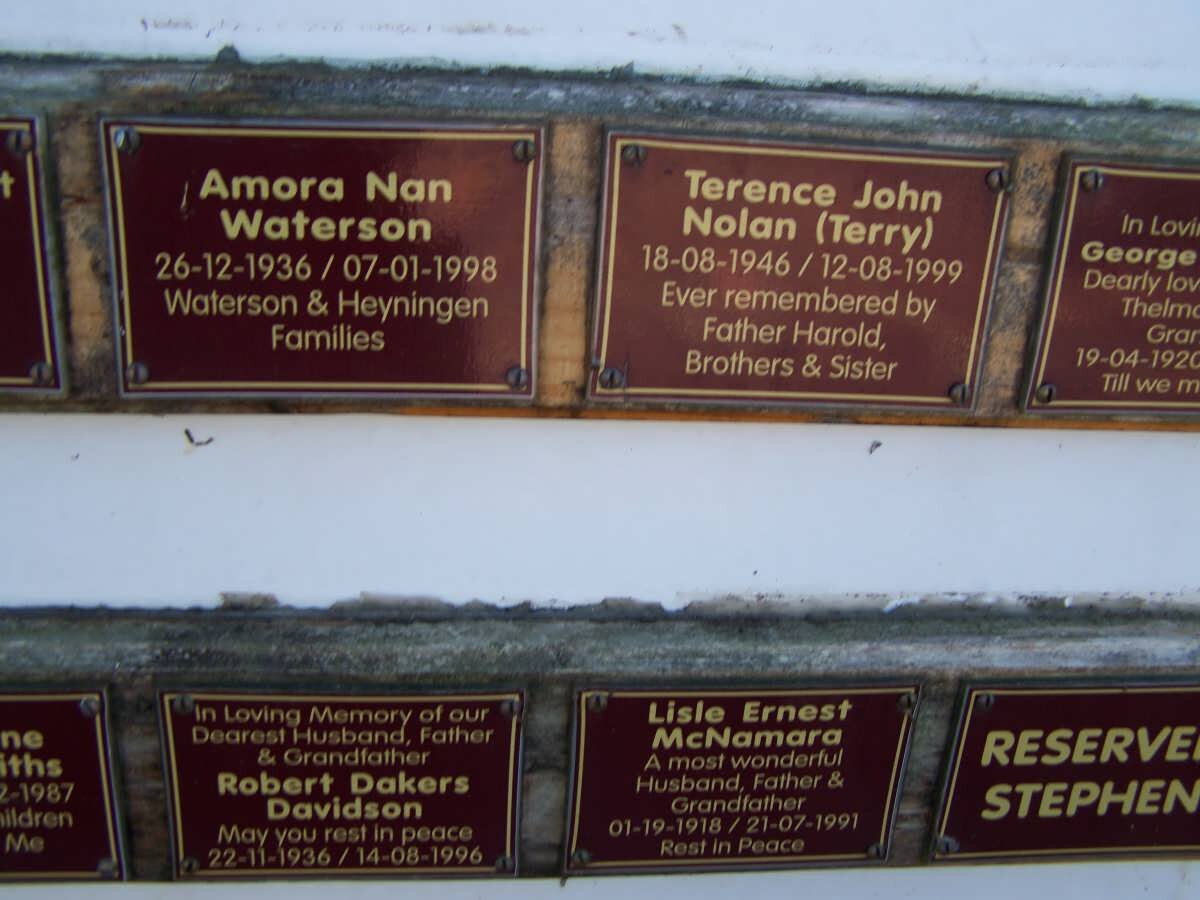 Amora Nan
Waterson
26-12-1936 / 07-01-1998
Waterson & Heyningen
Families
Terence John
Nolan (Terry)
18-08-1946 / 12-08-1999
Ever remembered by
Father Harold,
Brothers & Sister
In
George
Dearly
19-04-1920
Till we
2-1987
Me
In Loving Memory of our
Dearest Husband, Father
& Grandfather
Robert Dakers
Davidson
May you rest in peace
22-11-1936 / 14-08-1996
Lisle Ernest
McNamara
A most wonderful
Husband, Father &
Grandfather
01-19-1918 / 21-07-1991
Rest in Peace
RESERVE
STEPHEN